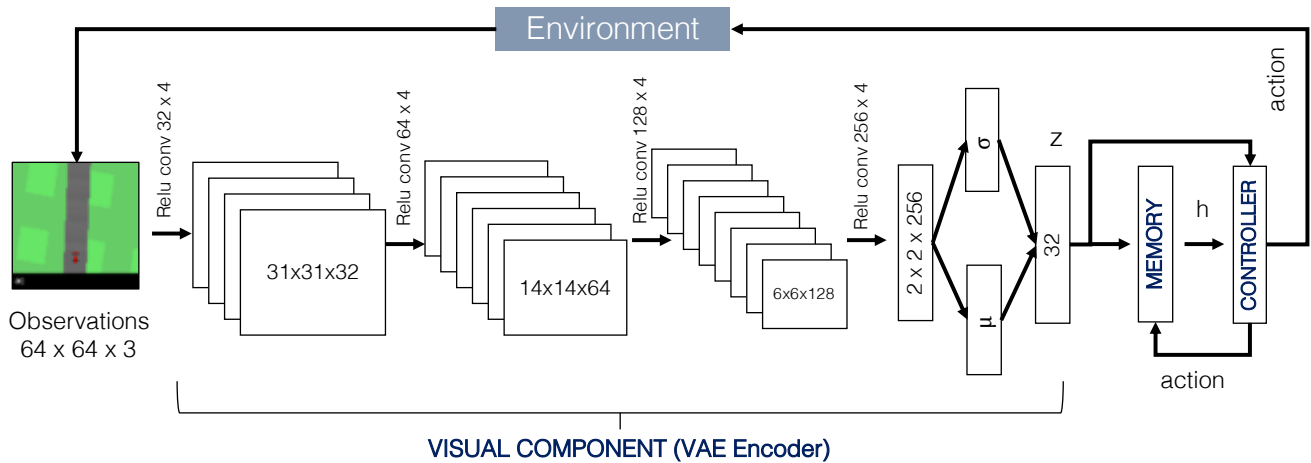 Environment
Observations
64 x 64 x 3
Relu conv 32 x 4
31x31x32
Relu conv 64 x 4
14x14x64
Relu conv 128 x 4
6x6x128
Relu conv 256 x 4
2 x 2 x 256
σ
μ
z
32
MEMORY
h
CONTROLLER
action
action
VISUAL COMPONENT (VAE Encoder)